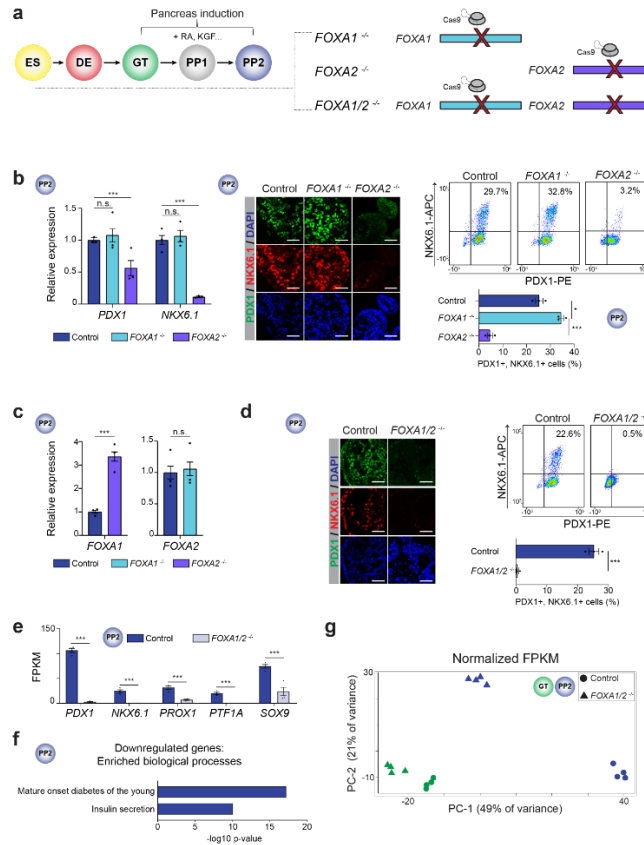 a
Pancreas induction
+ RA, KGF...
ES
DE
GT
PP1
PP2
FOXA1 -/-
FOXA2 -/-
FOXA1/2 -/-
Cas9
FOXA1
Cas9
FOXA2
Cas9
FOXA1
FOXA2
b
PP2
Relative expression
1.5
1.0
0.5
0
***
n.s.
***
n.s.
PDX1
NKX6.1
Control
FOXA1 -/-
FOXA2 -/-
PDX1 / NKX6.1 / DAPI
Control
FOXA1 -/-
FOXA2 -/-
Control
FOXA1 -/-
FOXA2 -/-
29.7%
32.8%
3.2%
NKX6.1-APC
PDX1-PE
Control
FOXA1 -/-
FOXA2 -/-
*
***
0 10 20 30 40
PDX1+, NKX6.1+ cells (%)
PP2
c
PP2
Relative expression
4
3
2
1
0
***
FOXA1
1.5
1.0
0.5
0
n.s.
FOXA2
Control
FOXA1 -/-
FOXA2 -/-
d
PP2
PDX1 / NKX6.1 / DAPI
Control
FOXA1/2 -/-
Control
FOXA1/2 -/-
22.6%
0.5%
NKX6.1-APC
PDX1-PE
Control
FOXA1/2 -/-
***
0 10 20 30
PDX1+, NKX6.1+ cells (%)
e
PP2
Control
FOXA1/2 -/-
FPKM
150
0
***
***
***
***
***
PDX1
NKX6.1
PROX1
PTF1A
SOX9
f
PP2
Downregulated genes:
Enriched biological processes
Mature onset diabetes of the young
Insulin secretion
0 5 10 15 20
-log10 p-value
g
Normalized FPKM
GT
PP2
Control
FOXA1/2 -/-
PC-2 (21% of variance)
30
-10
-20
40
PC-1 (49% of variance)